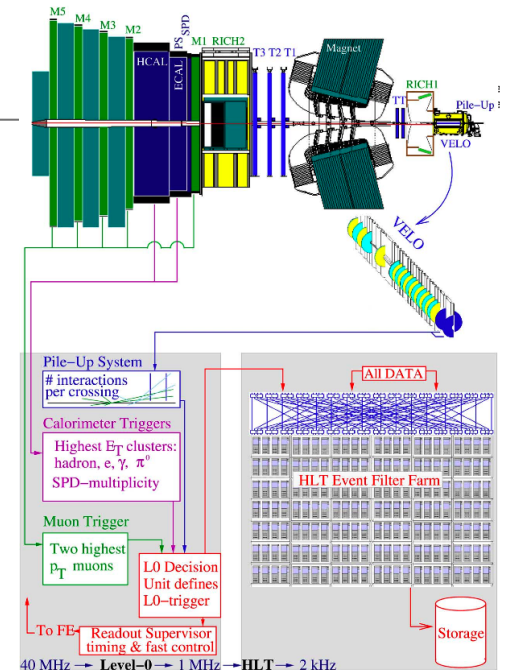 M5
M4
M3
M2
HCAL
ECAL
PS
SPD
M1
RICH2
T3
T2
T1
Magnet
TT
RICH1
Pile-Up
VELO
VELO
Pile-Up System
# interactions
per crossing
Calorimeter Triggers
Highest E_T clusters:
hadron, e, γ, π⁰
SPD-multiplicity
Muon Trigger
Two highest
p_T muons
L0 Decision
Unit defines
L0-trigger
To FE
Readout Supervisor
timing & fast control
All DATA
HLT Event Filter Farm
Storage
40 MHz → Level-0 → 1 MHz → HLT → 2 kHz